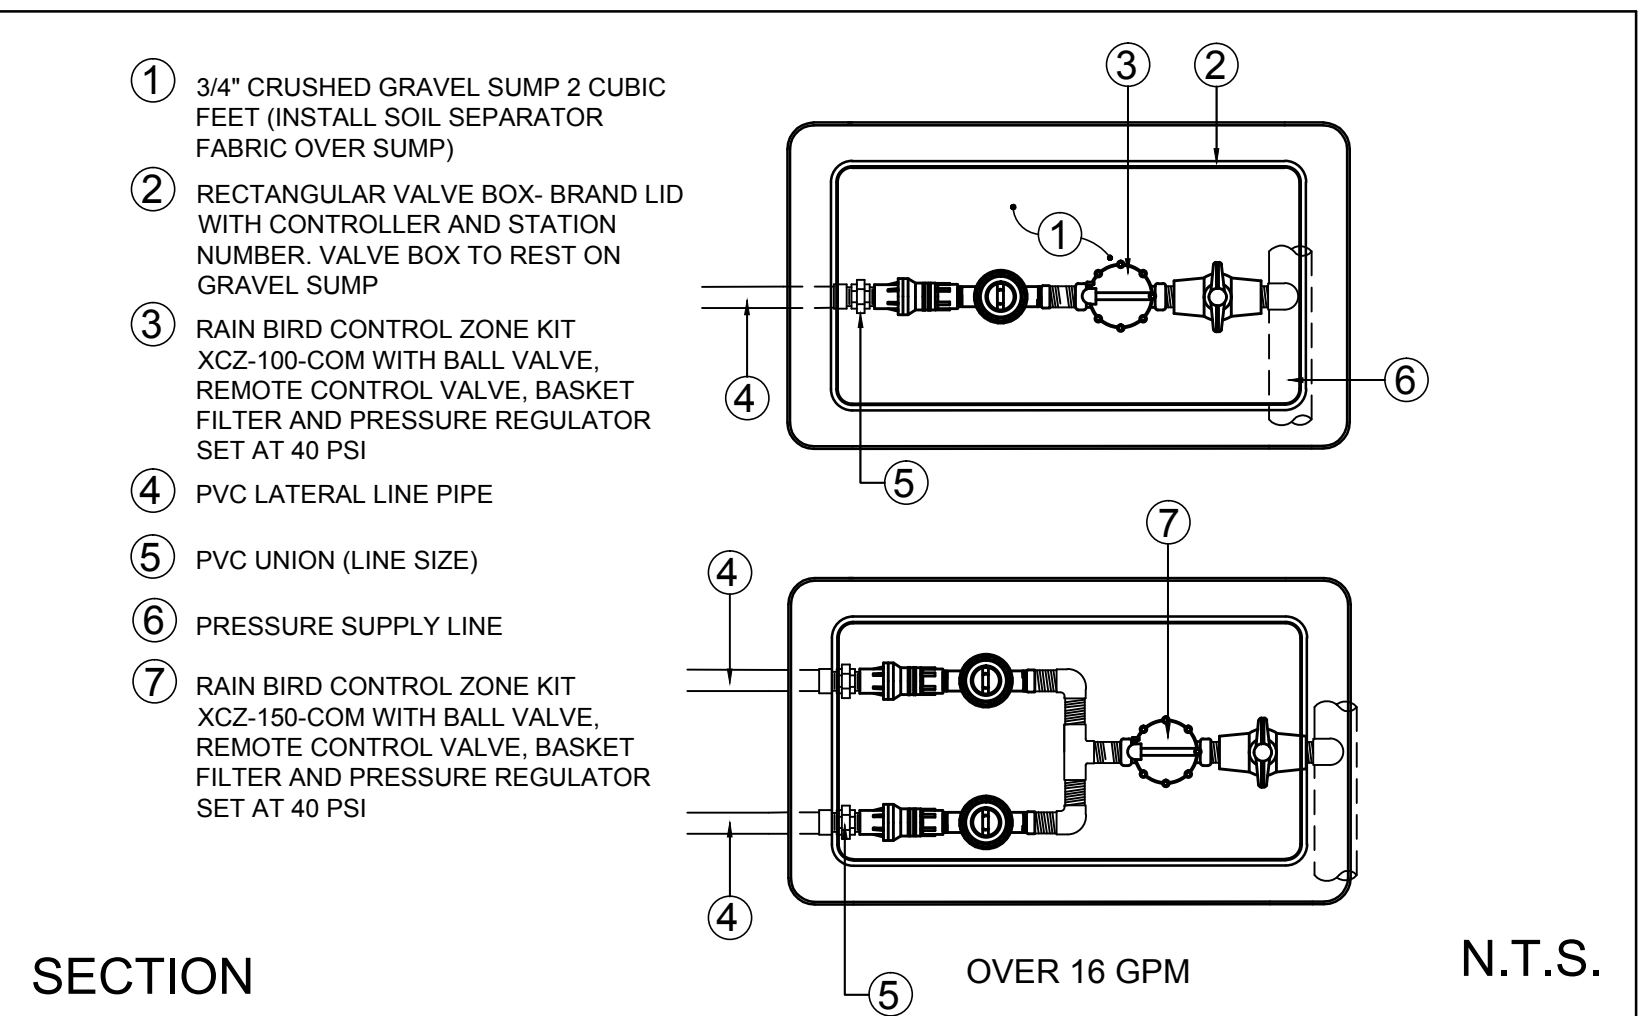 1 3/4" CRUSHED GRAVEL SUMP 2 CUBIC
FEET (INSTALL SOIL SEPARATOR
FABRIC OVER SUMP)
2 RECTANGULAR VALVE BOX- BRAND LID
WITH CONTROLLER AND STATION
NUMBER. VALVE BOX TO REST ON
GRAVEL SUMP
3 RAIN BIRD CONTROL ZONE KIT
XCZ-100-COM WITH BALL VALVE,
REMOTE CONTROL VALVE, BASKET
FILTER AND PRESSURE REGULATOR
SET AT 40 PSI
4 PVC LATERAL LINE PIPE
5 PVC UNION (LINE SIZE)
6 PRESSURE SUPPLY LINE
7 RAIN BIRD CONTROL ZONE KIT
XCZ-150-COM WITH BALL VALVE,
REMOTE CONTROL VALVE, BASKET
FILTER AND PRESSURE REGULATOR
SET AT 40 PSI
3
2
1
4
6
5
7
4
4
5
SECTION
OVER 16 GPM
N.T.S.